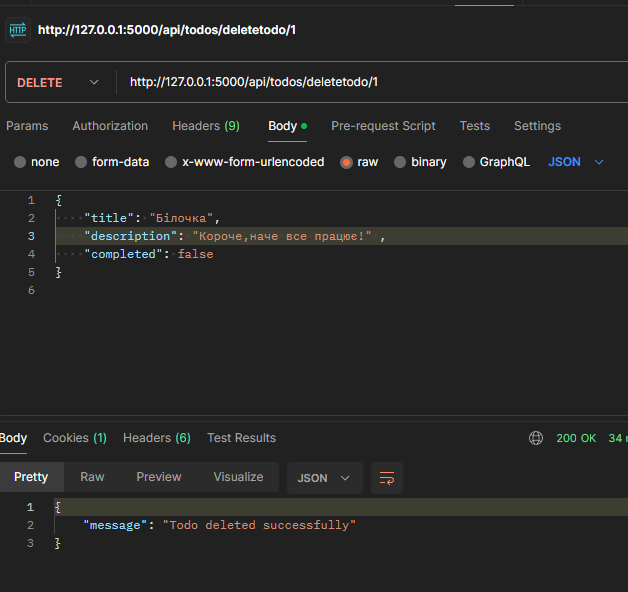 HTTP http://127.0.0.1:5000/api/todos/deletetodo/1
DELETE http://127.0.0.1:5000/api/todos/deletetodo/1
Params Authorization Headers (9) Body Pre-request Script Tests Settings
none form-data x-www-form-urlencoded raw binary GraphQL JSON
1 {
2 "title": "Білочка",
3 "description": "Короче,наче все працює!" ,
4 "completed": false
5 }
6
Body Cookies (1) Headers (6) Test Results 200 OK 34
Pretty Raw Preview Visualize JSON
1 {
2 "message": "Todo deleted successfully"
3 }